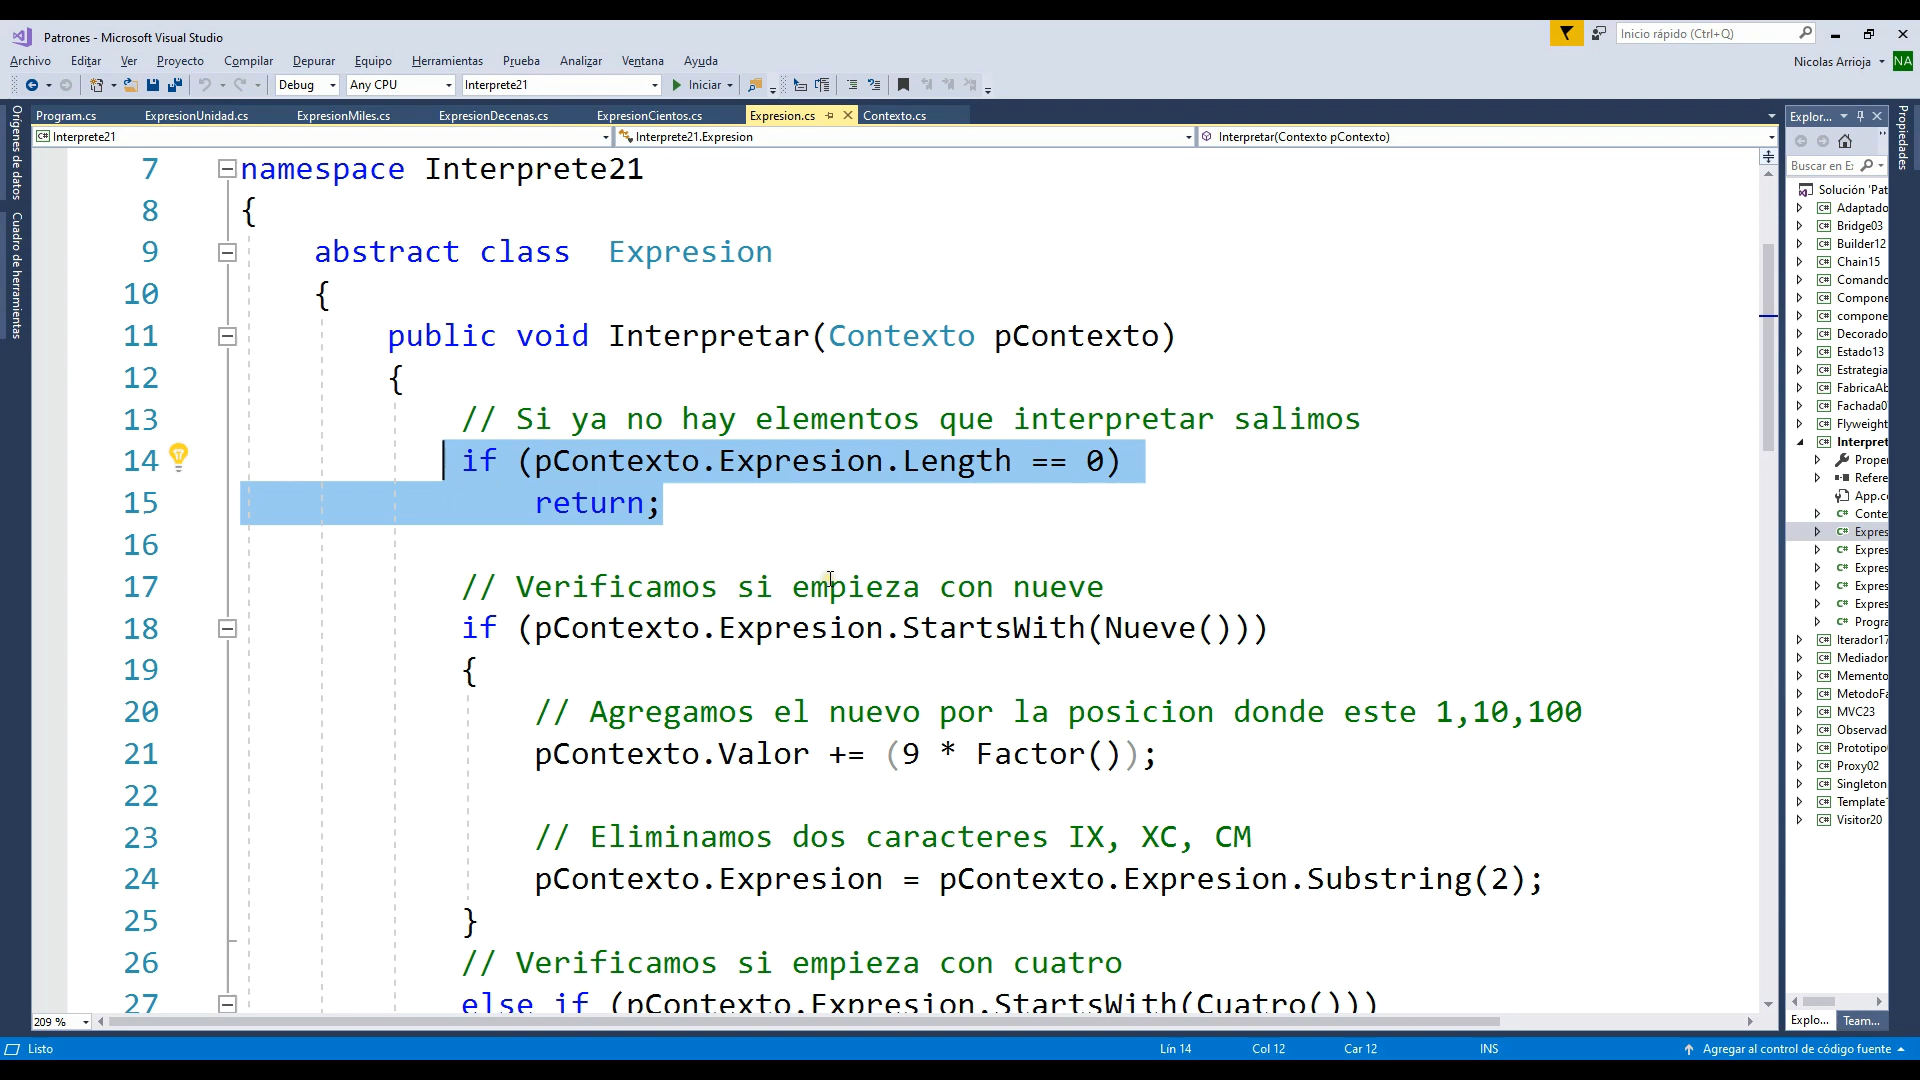 Patrones - Microsoft Visual Studio
Inicio rápido (Ctrl+Q)
Archivo Editar Ver Proyecto Compilar Depurar Equipo Herramientas Prueba Analizar Ventana Ayuda
Nicolas Arrioja NA
Debug Any CPU Interprete21 Iniciar
Program.cs ExpresionUnidad.cs ExpresionMiles.cs ExpresionDecenas.cs ExpresionCientos.cs Expresion.cs Contexto.cs
Interprete21 Interprete21.Expresion Interpretar(Contexto pContexto)
Orígenes de datos
Cuadro de herramientas
7 namespace Interprete21
8 {
9 abstract class Expresion
10 {
11 public void Interpretar(Contexto pContexto)
12 {
13 // Si ya no hay elementos que interpretar salimos
14 if (pContexto.Expresion.Length == 0)
15 return;
16
17 // Verificamos si empieza con nueve
18 if (pContexto.Expresion.StartsWith(Nueve()))
19 {
20 // Agregamos el nuevo por la posicion donde este 1,10,100
21 pContexto.Valor += (9 * Factor());
22
23 // Eliminamos dos caracteres IX, XC, CM
24 pContexto.Expresion = pContexto.Expresion.Substring(2);
25 }
26 // Verificamos si empieza con cuatro
27 else if (pContexto.Expresion.StartsWith(Cuatro()))
209 %
Explor...
Buscar en E
Solución 'Pat
Adaptado
Bridge03
Builder12
Chain15
Comando
Compone
compone
Decorado
Estado13
Estrategia
FabricaAb
Fachada0
Flyweight
Interpret
Proper
Refere
App.c
Conte
Expres
Expres
Expres
Expres
Expres
Progra
Iterador17
Mediador
Memento
MetodoFa
MVC23
Observad
Prototipo
Proxy02
Singleton
Template
Visitor20
Explo... Team...
Propiedades
Listo Lín 14 Col 12 Car 12 INS Agregar al control de código fuente